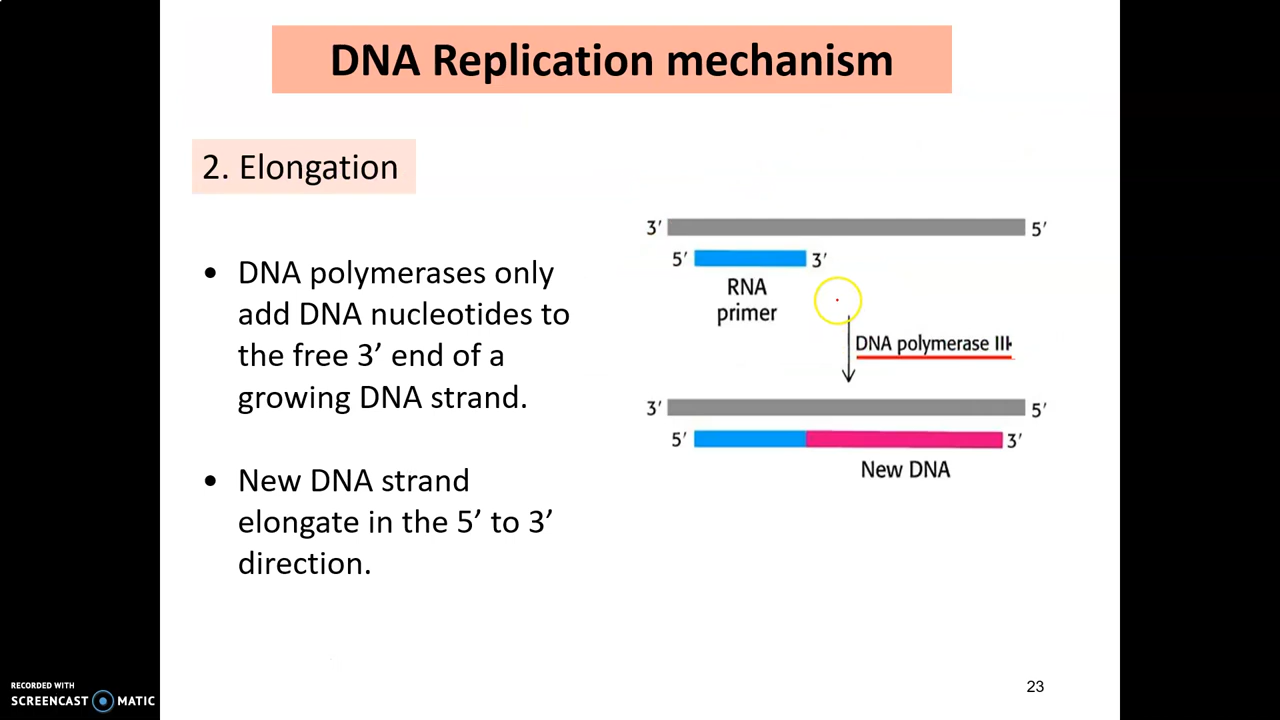 DNA Replication mechanism
2. Elongation
• DNA polymerases only
add DNA nucleotides to
the free 3’ end of a
growing DNA strand.
• New DNA strand
elongate in the 5’ to 3’
direction.
3′ 5′
5′ 3′
RNA
primer
DNA polymerase III
3′ 5′
5′ 3′
New DNA
23
RECORDED WITH
SCREENCAST MATIC